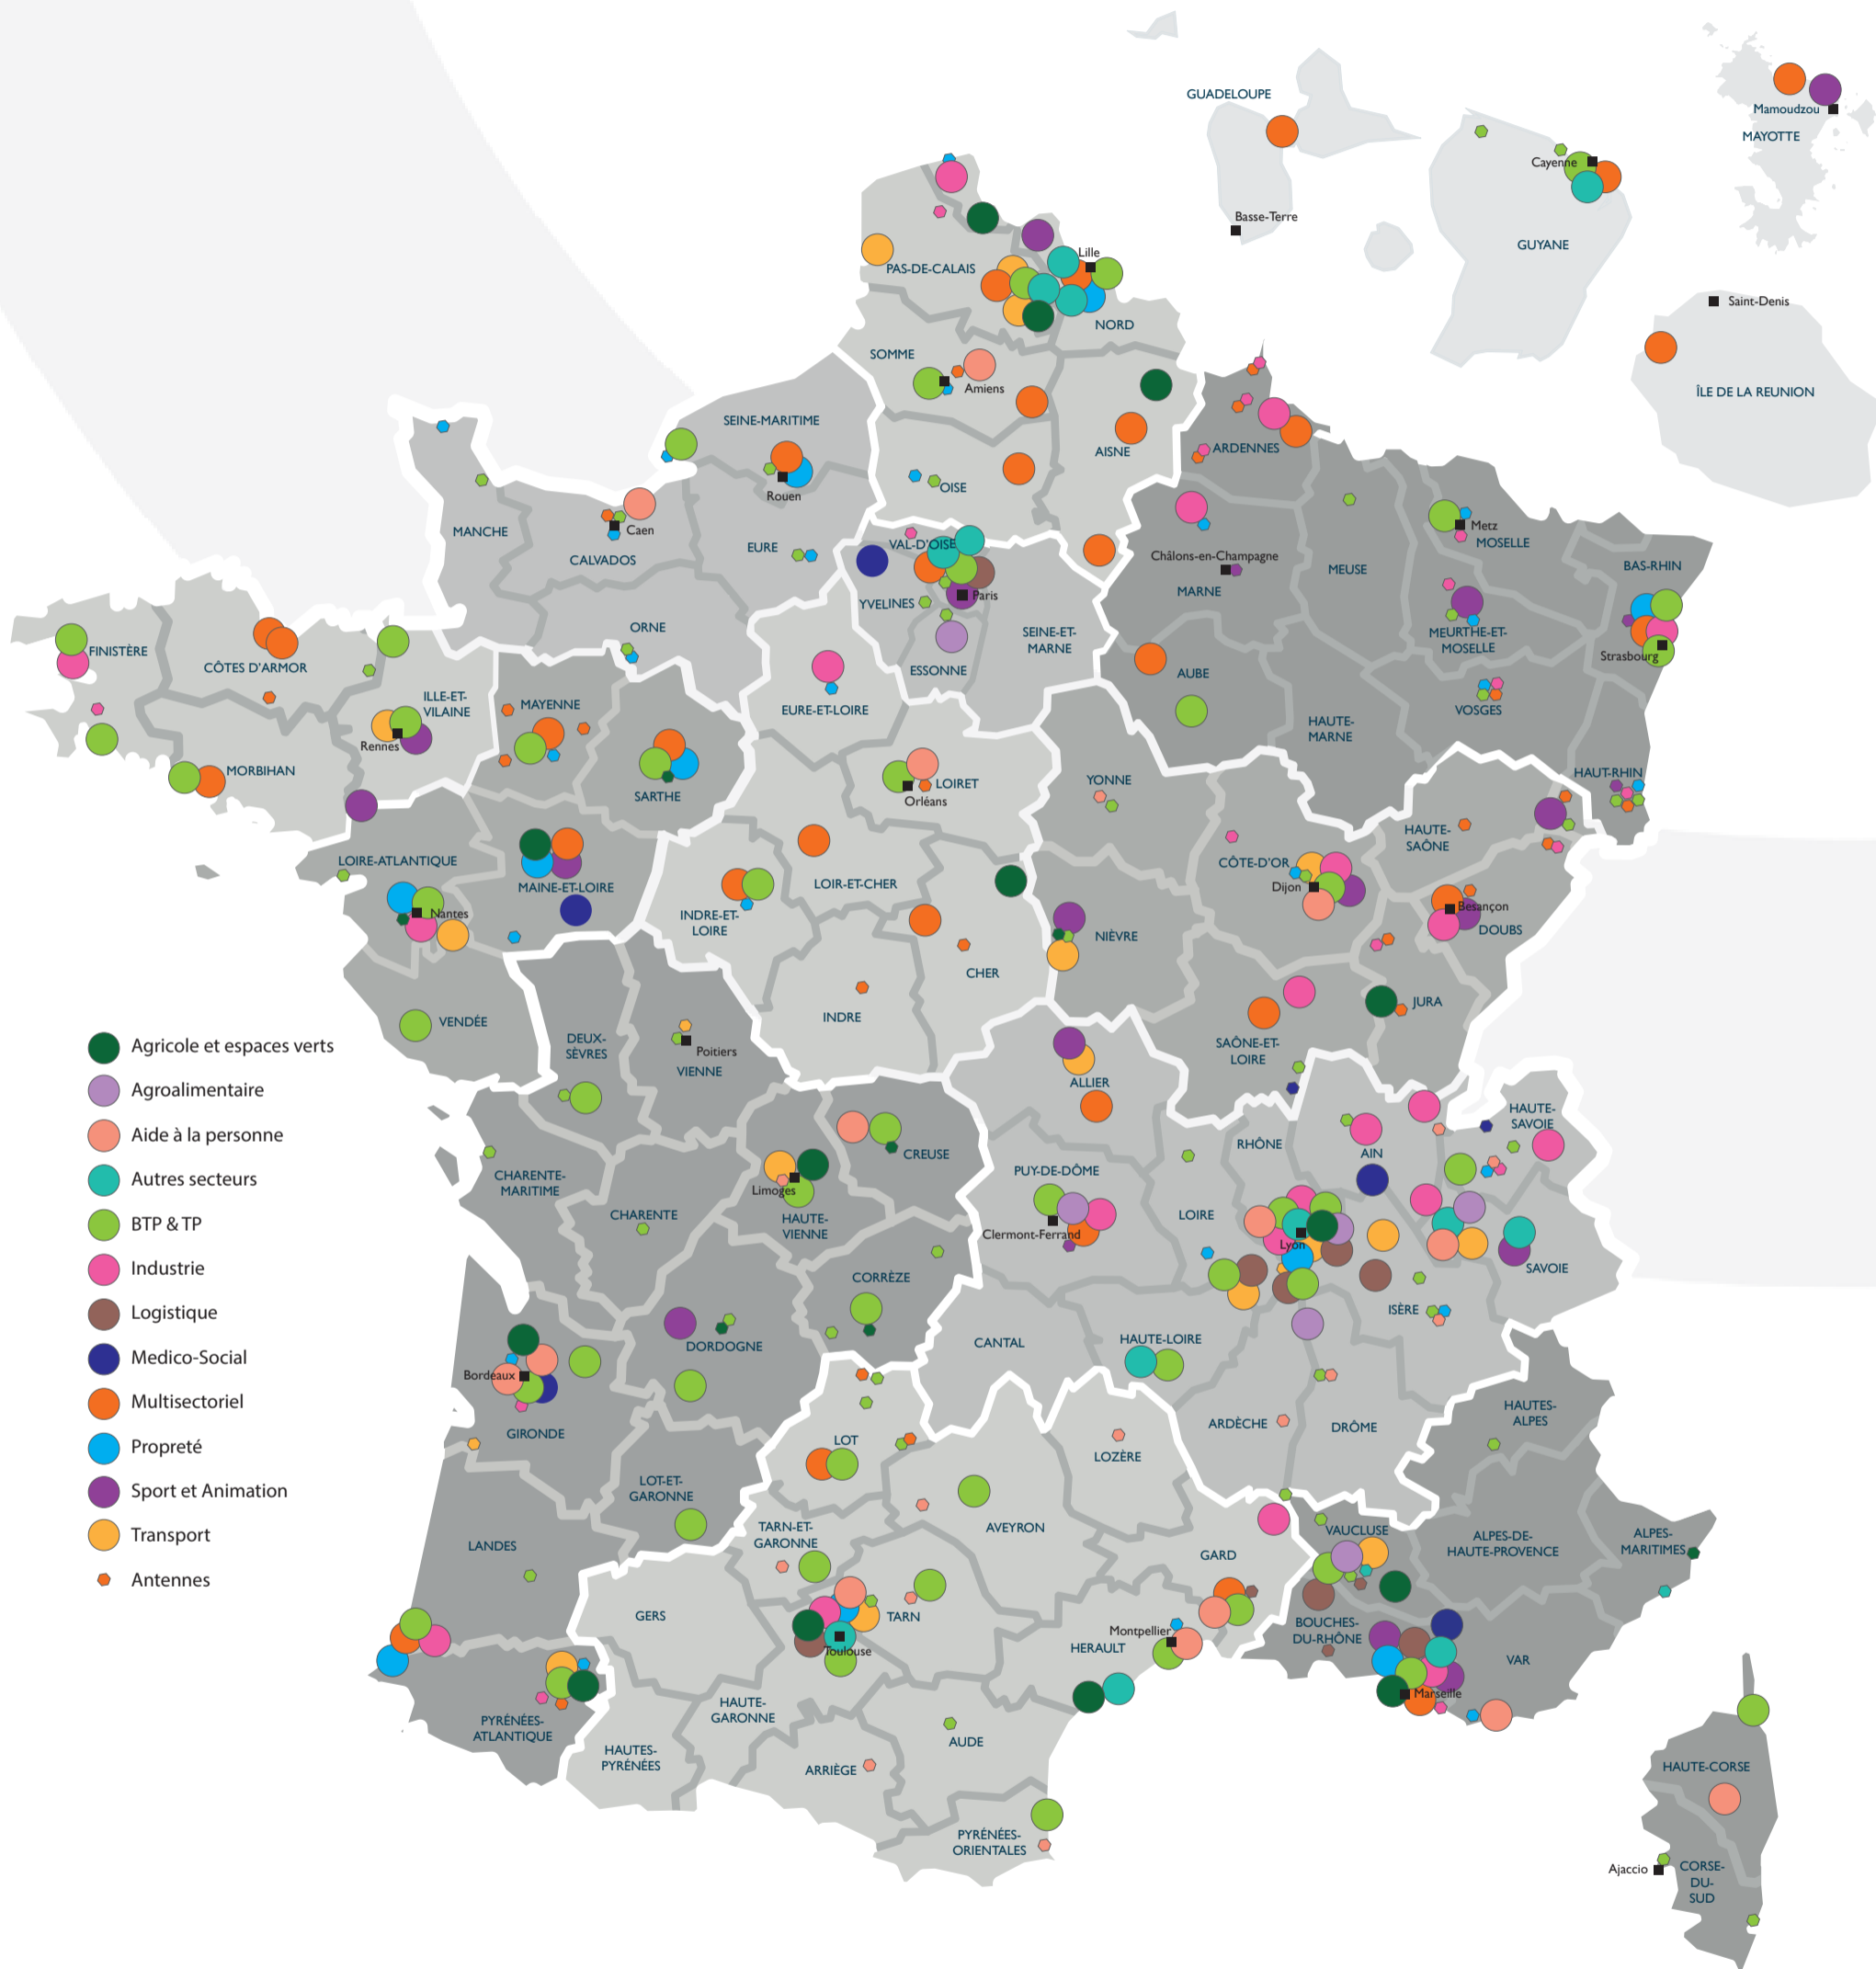 GUADELOUPE
Basse-Terre
Cayenne
GUYANE
Mamoudzou
MAYOTTE
Saint-Denis
ÎLE DE LA REUNION
Lille
PAS-DE-CALAIS
NORD
SOMME
Amiens
SEINE-MARITIME
Rouen
AISNE
OISE
ARDENNES
MANCHE
Caen
CALVADOS
EURE
VAL-D'OISE
Châlons-en-Champagne
MARNE
MEUSE
Metz
MOSELLE
BAS-RHIN
YVELINES
Paris
ORNE
SEINE-ET-
MARNE
ESSONNE
MEURTHE-ET-
MOSELLE
Strasbourg
FINISTÈRE
CÔTES D'ARMOR
ILLE-ET-
VILAINE
MAYENNE
EURE-ET-LOIRE
AUBE
HAUTE-
MARNE
VOSGES
Rennes
MORBIHAN
SARTHE
LOIRET
Orléans
YONNE
HAUT-RHIN
HAUTE-
SAÔNE
LOIRE-ATLANTIQUE
MAINE-ET-LOIRE
LOIR-ET-CHER
CÔTE-D'OR
Dijon
Besançon
DOUBS
Nantes
INDRE-ET-
LOIRE
NIÈVRE
CHER
INDRE
JURA
VENDÉE
DEUX-
SÈVRES
Poitiers
VIENNE
SAÔNE-ET-
LOIRE
ALLIER
Agricole et espaces verts
Agroalimentaire
Aide à la personne
Autres secteurs
BTP & TP
Industrie
Logistique
Medico-Social
Multisectoriel
Propreté
Sport et Animation
Transport
Antennes
HAUTE-
SAVOIE
RHÔNE
AIN
CREUSE
CHARENTE-
MARITIME
Limoges
CHARENTE
HAUTE-
VIENNE
PUY-DE-DÔME
Clermont-Ferrand
LOIRE
Lyon
SAVOIE
CORRÈZE
ISÈRE
DORDOGNE
CANTAL
HAUTE-LOIRE
Bordeaux
GIRONDE
ARDÈCHE
DRÔME
HAUTES-
ALPES
LOT
LOZÈRE
LOT-ET-
GARONNE
TARN-ET-
GARONNE
AVEYRON
VAUCLUSE
ALPES-DE-
HAUTE-PROVENCE
ALPES-
MARITIMES
LANDES
GARD
GERS
TARN
Toulouse
Montpellier
HERAULT
BOUCHES-
DU-RHÔNE
VAR
Marseille
PYRÉNÉES-
ATLANTIQUE
HAUTE-
GARONNE
HAUTES-
PYRÉNÉES
ARRIÈGE
AUDE
PYRÉNÉES-
ORIENTALES
HAUTE-CORSE
Ajaccio
CORSE-
DU-
SUD